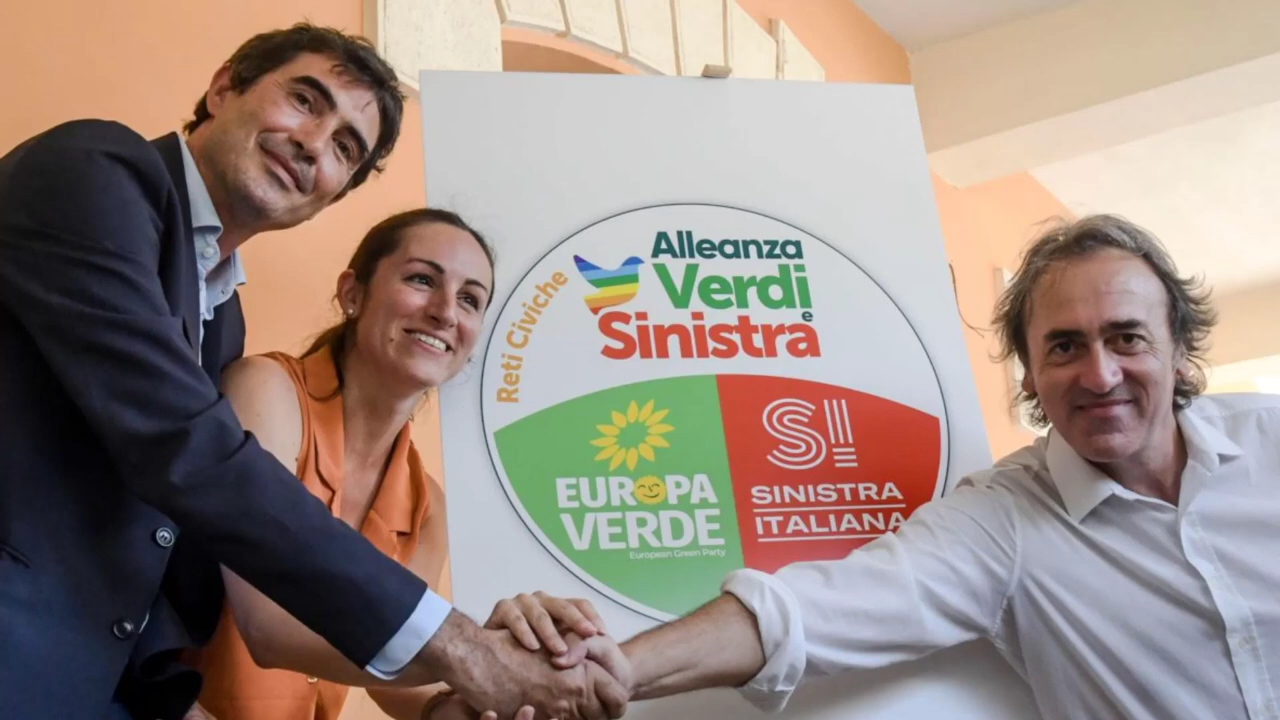 Alleanza
Verdi
e
Sinistra
Reti Civiche
EUROPA
VERDE
European Green Party
SI
SINISTRA
ITALIANA